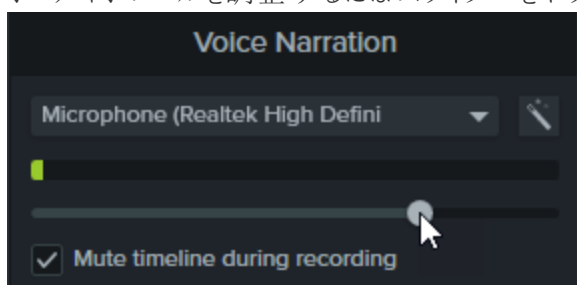 Voice Narration
Microphone (Realtek High Defini
Mute timeline during recording